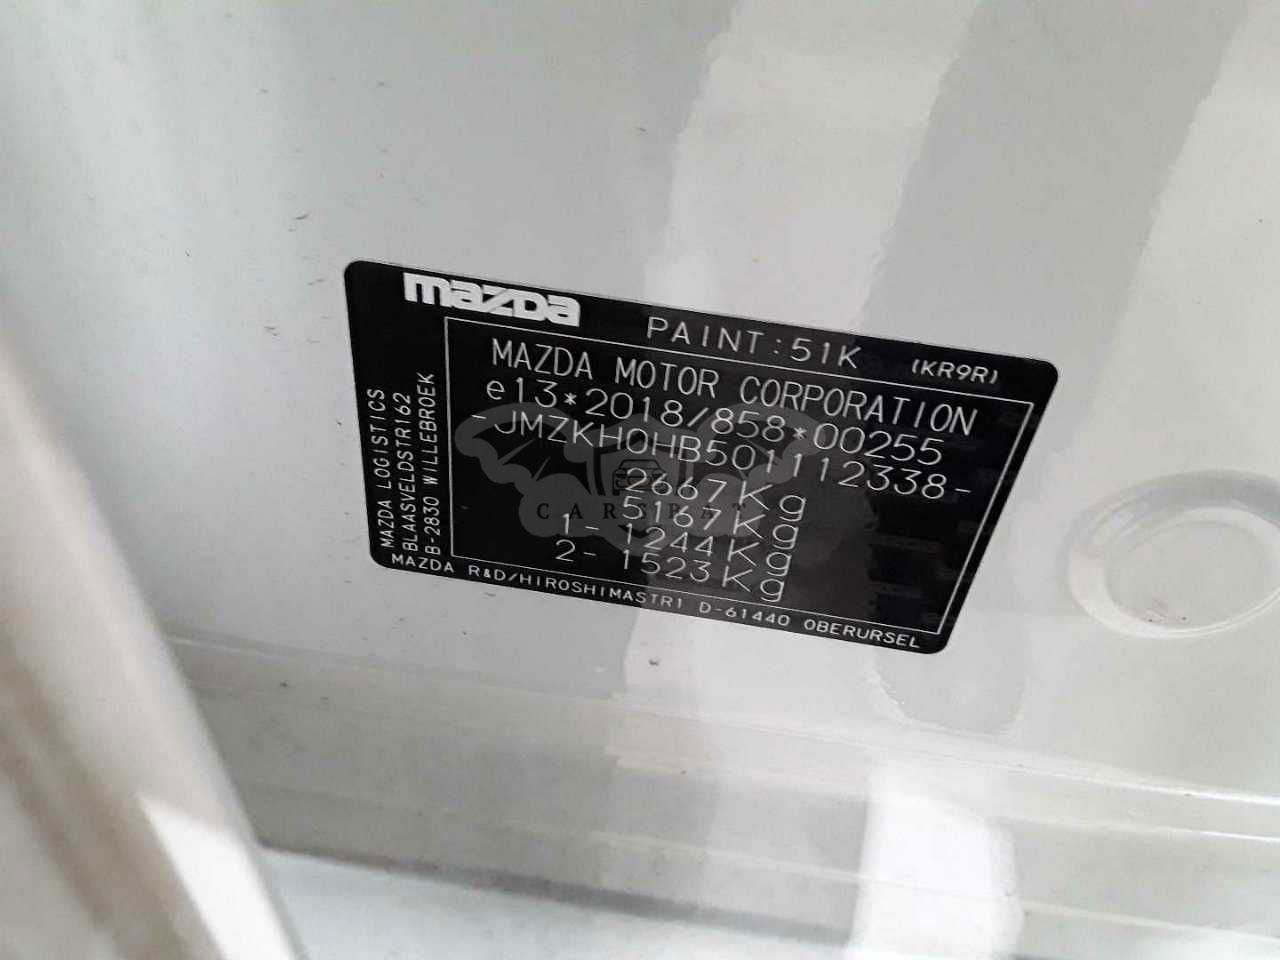 mazda
PAINT:51K (KR9R)
MAZDA MOTOR CORPORATION
e13*2018/858*00255
-JMZKH0HB501112338-
2667Kg
5167Kg
1- 1244Kg
2- 1523Kg
MAZDA LOGISTICS
BLAASVELDSTR162
B-2830 WILLEBROEK
MAZDA R&D/HIROSHIMASTR1 D-61440 OBERURSEL